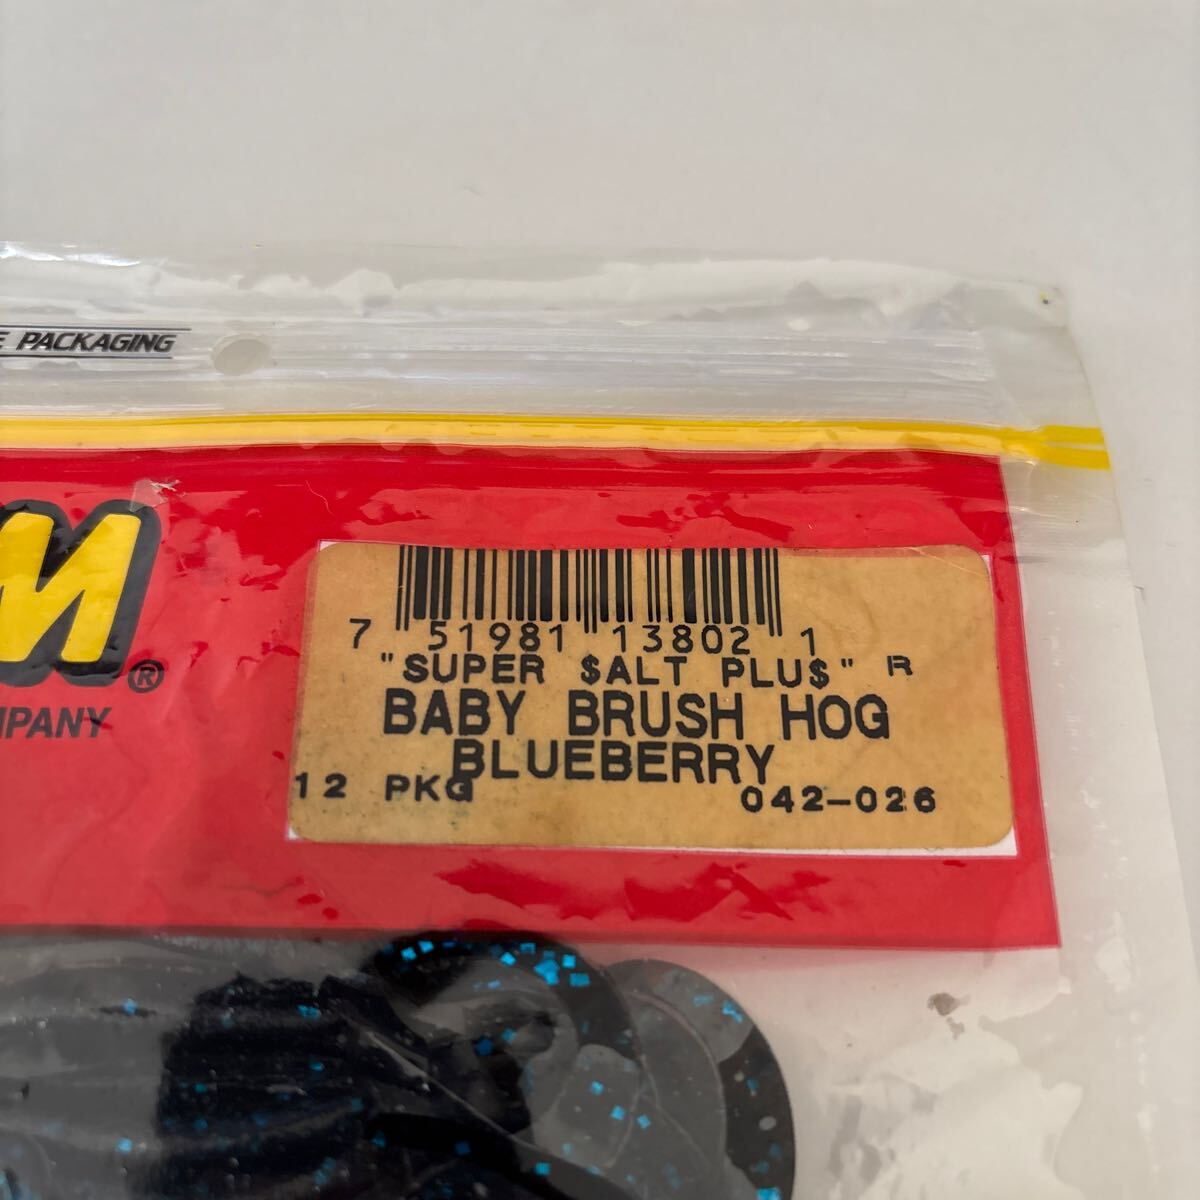 PACKAGING
M®
MPANY
7 51981 13802 1
"SUPER $ALT PLU$" R
BABY BRUSH HOG
BLUEBERRY
12 PKG 042-026